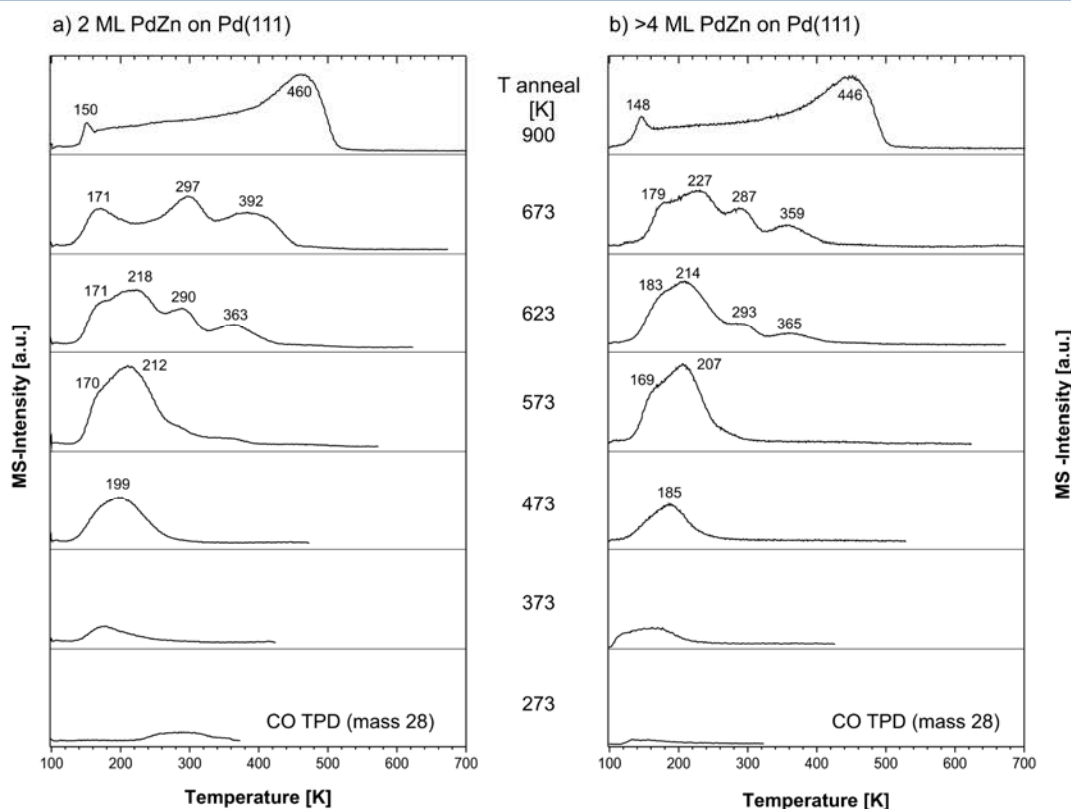 a) 2 ML PdZn on Pd(111)
b) >4 ML PdZn on Pd(111)
T anneal
[K]
150
460
900
148
446
171
297
392
673
179
227
287
359
171
218
290
363
623
183
214
293
365
170
212
573
169
207
199
473
185
373
273
CO TPD (mass 28)
CO TPD (mass 28)
MS-Intensity [a.u.]
MS -Intensity [a.u.]
100 200 300 400 500 600 700
100 200 300 400 500 600 700
Temperature [K]
Temperature [K]